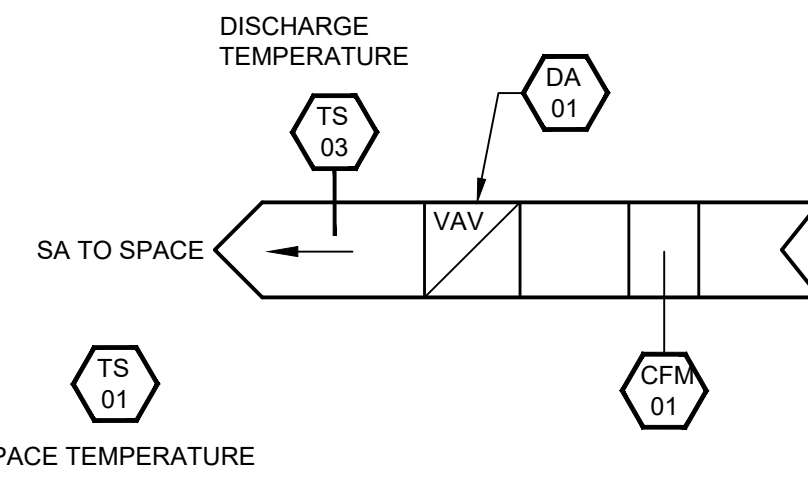 DISCHARGE
TEMPERATURE
TS
03
DA
01
VAV
SA TO SPACE
TS
01
CFM
01
PACE TEMPERATURE